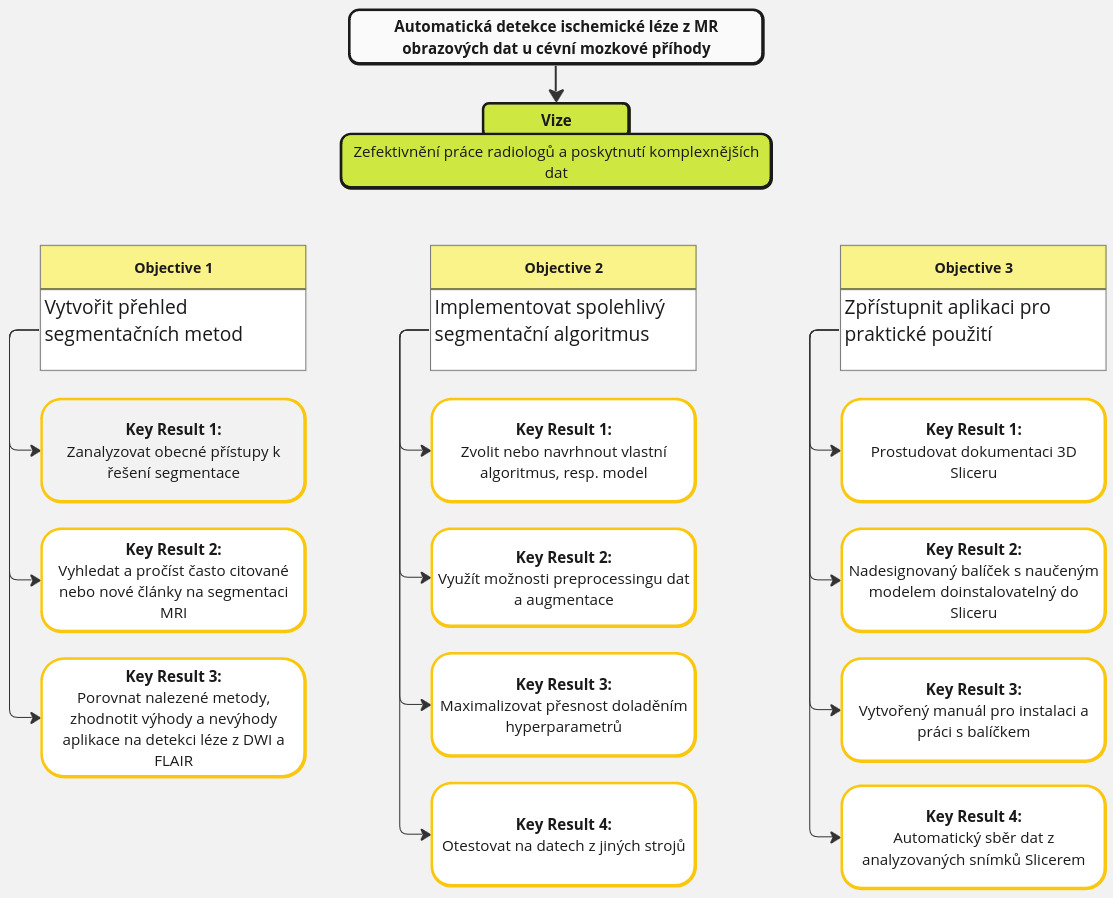 Automatická detekce ischemické léze z MR
obrazových dat u cévní mozkové příhody
Vize
Zefektivnění práce radiologů a poskytnutí komplexnějších
dat
Objective 1
Vytvořit přehled
segmentačních metod
Key Result 1:
Zanalyzovat obecné přístupy k
řešení segmentace
Key Result 2:
Vyhledat a pročíst často citované
nebo nové články na segmentaci
MRI
Key Result 3:
Porovnat nalezené metody,
zhodnotit výhody a nevýhody
aplikace na detekci léze z DWI a
FLAIR
Objective 2
Implementovat spolehlivý
segmentační algoritmus
Key Result 1:
Zvolit nebo navrhnout vlastní
algoritmus, resp. model
Key Result 2:
Využít možnosti preprocessingu dat
a augmentace
Key Result 3:
Maximalizovat přesnost doladěním
hyperparametrů
Key Result 4:
Otestovat na datech z jiných strojů
Objective 3
Zpřístupnit aplikaci pro
praktické použití
Key Result 1:
Prostudovat dokumentaci 3D
Sliceru
Key Result 2:
Nadesignovaný balíček s naučeným
modelem doinstalovatelný do
Sliceru
Key Result 3:
Vytvořený manuál pro instalaci a
práci s balíčkem
Key Result 4:
Automatický sběr dat z
analyzovaných snímků Slicerem